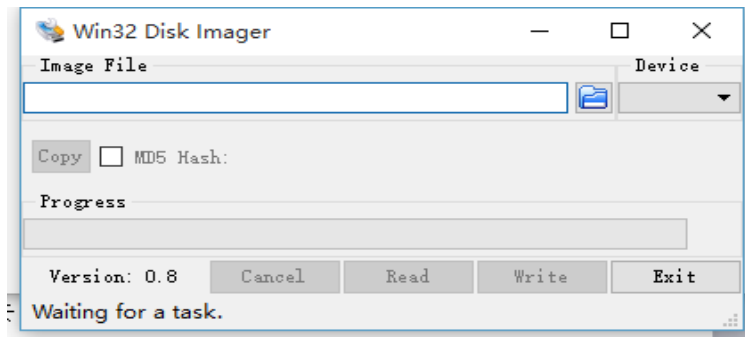 Win32 Disk Imager
Image File Device
Copy MD5 Hash:
Progress
Version: 0.8 Cancel Read Write Exit
Waiting for a task.